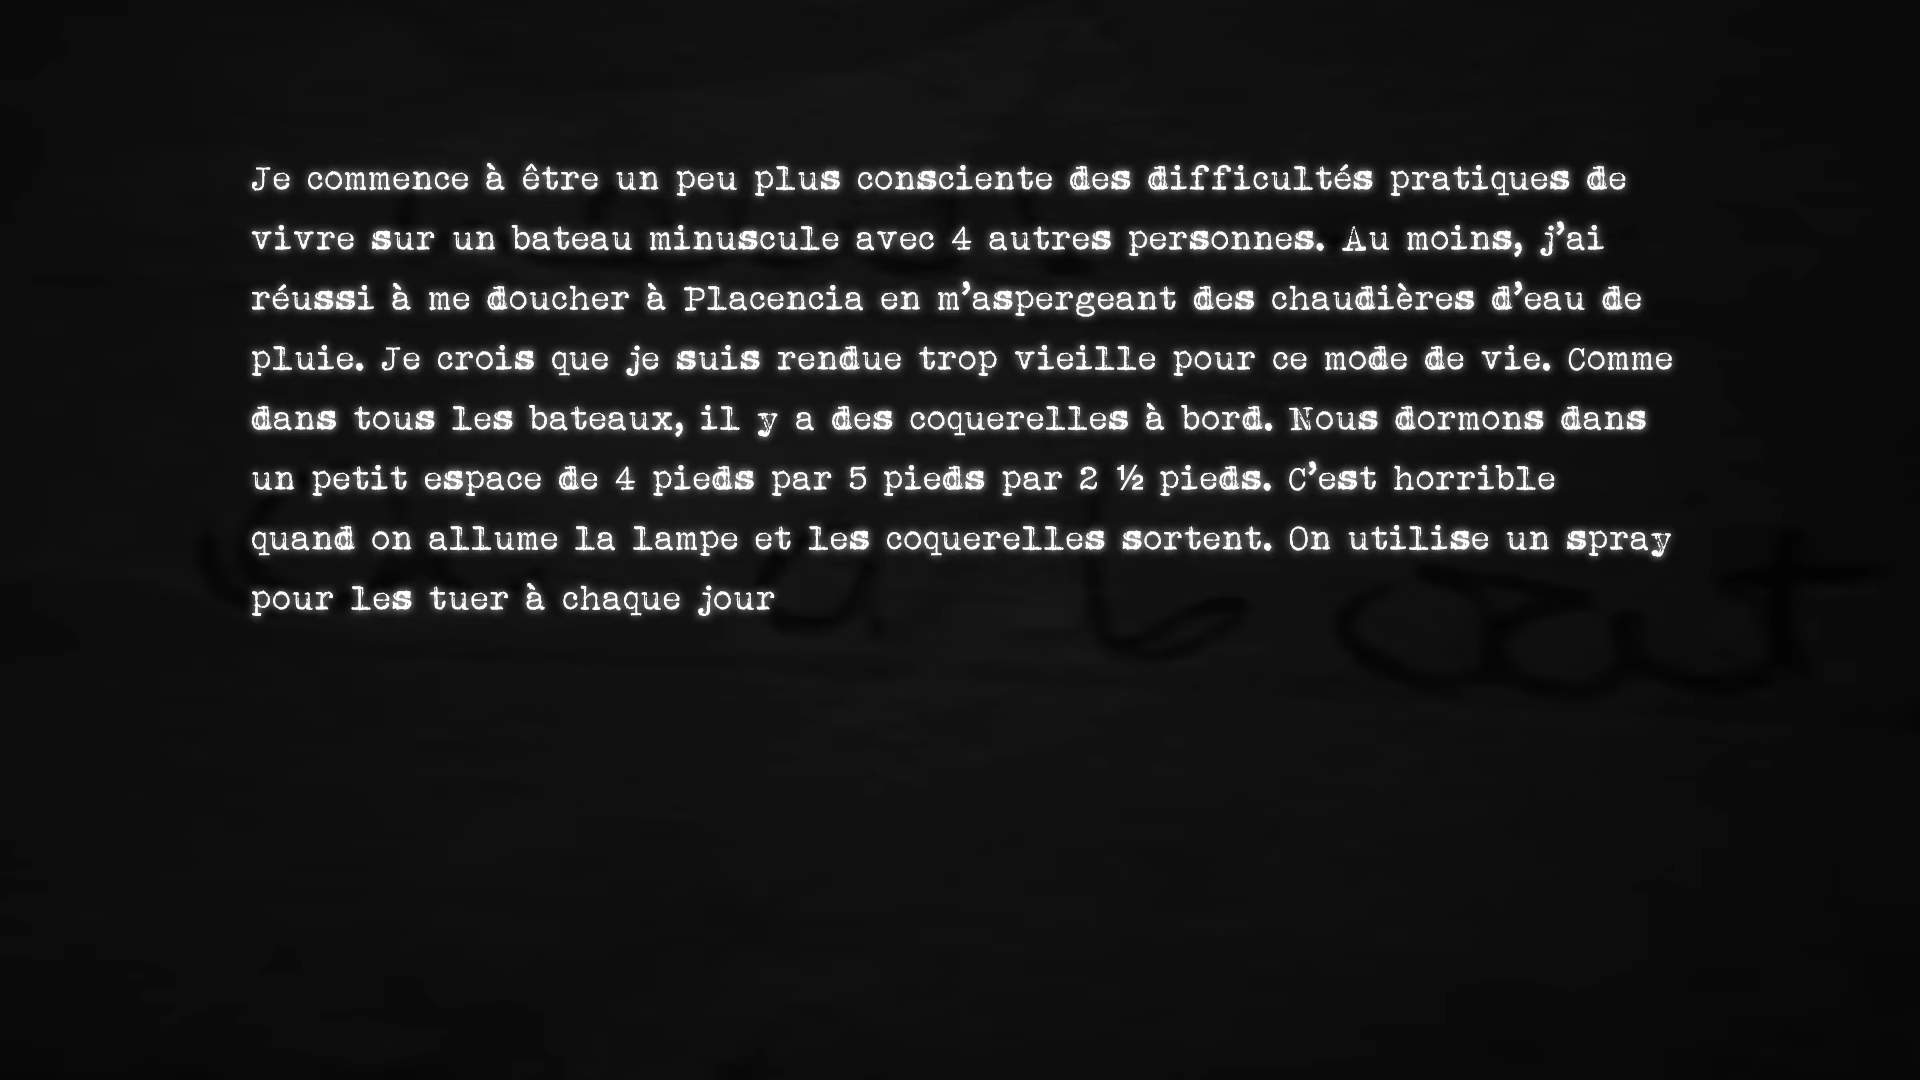 Je commence à être un peu plus consciente des difficultés pratiques de
vivre sur un bateau minuscule avec 4 autres personnes. Au moins, j’ai
réussi à me doucher à Placencia en m’aspergeant des chaudières d’eau de
pluie. Je crois que je suis rendue trop vieille pour ce mode de vie. Comme
dans tous les bateaux, il y a des coquerelles à bord. Nous dormons dans
un petit espace de 4 pieds par 5 pieds par 2 ½ pieds. C’est horrible
quand on allume la lampe et les coquerelles sortent. On utilise un spray
pour les tuer à chaque jour